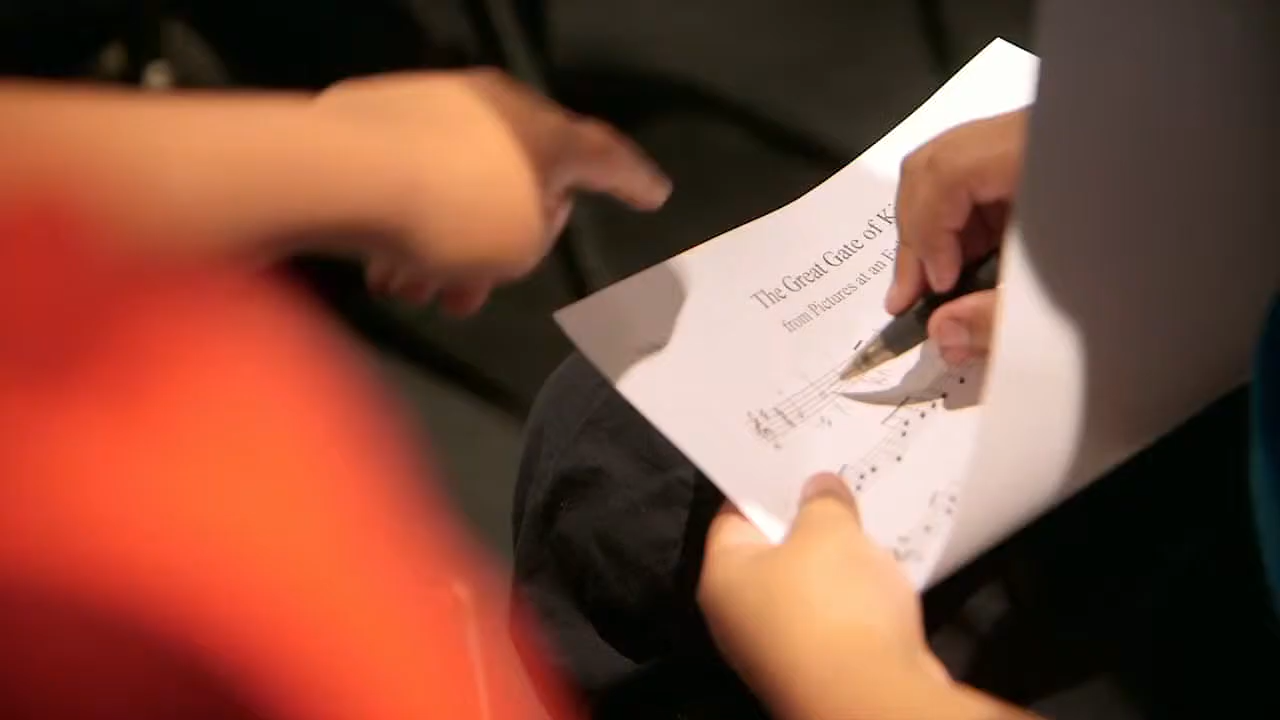 The Great Gate of
from Pictures at an